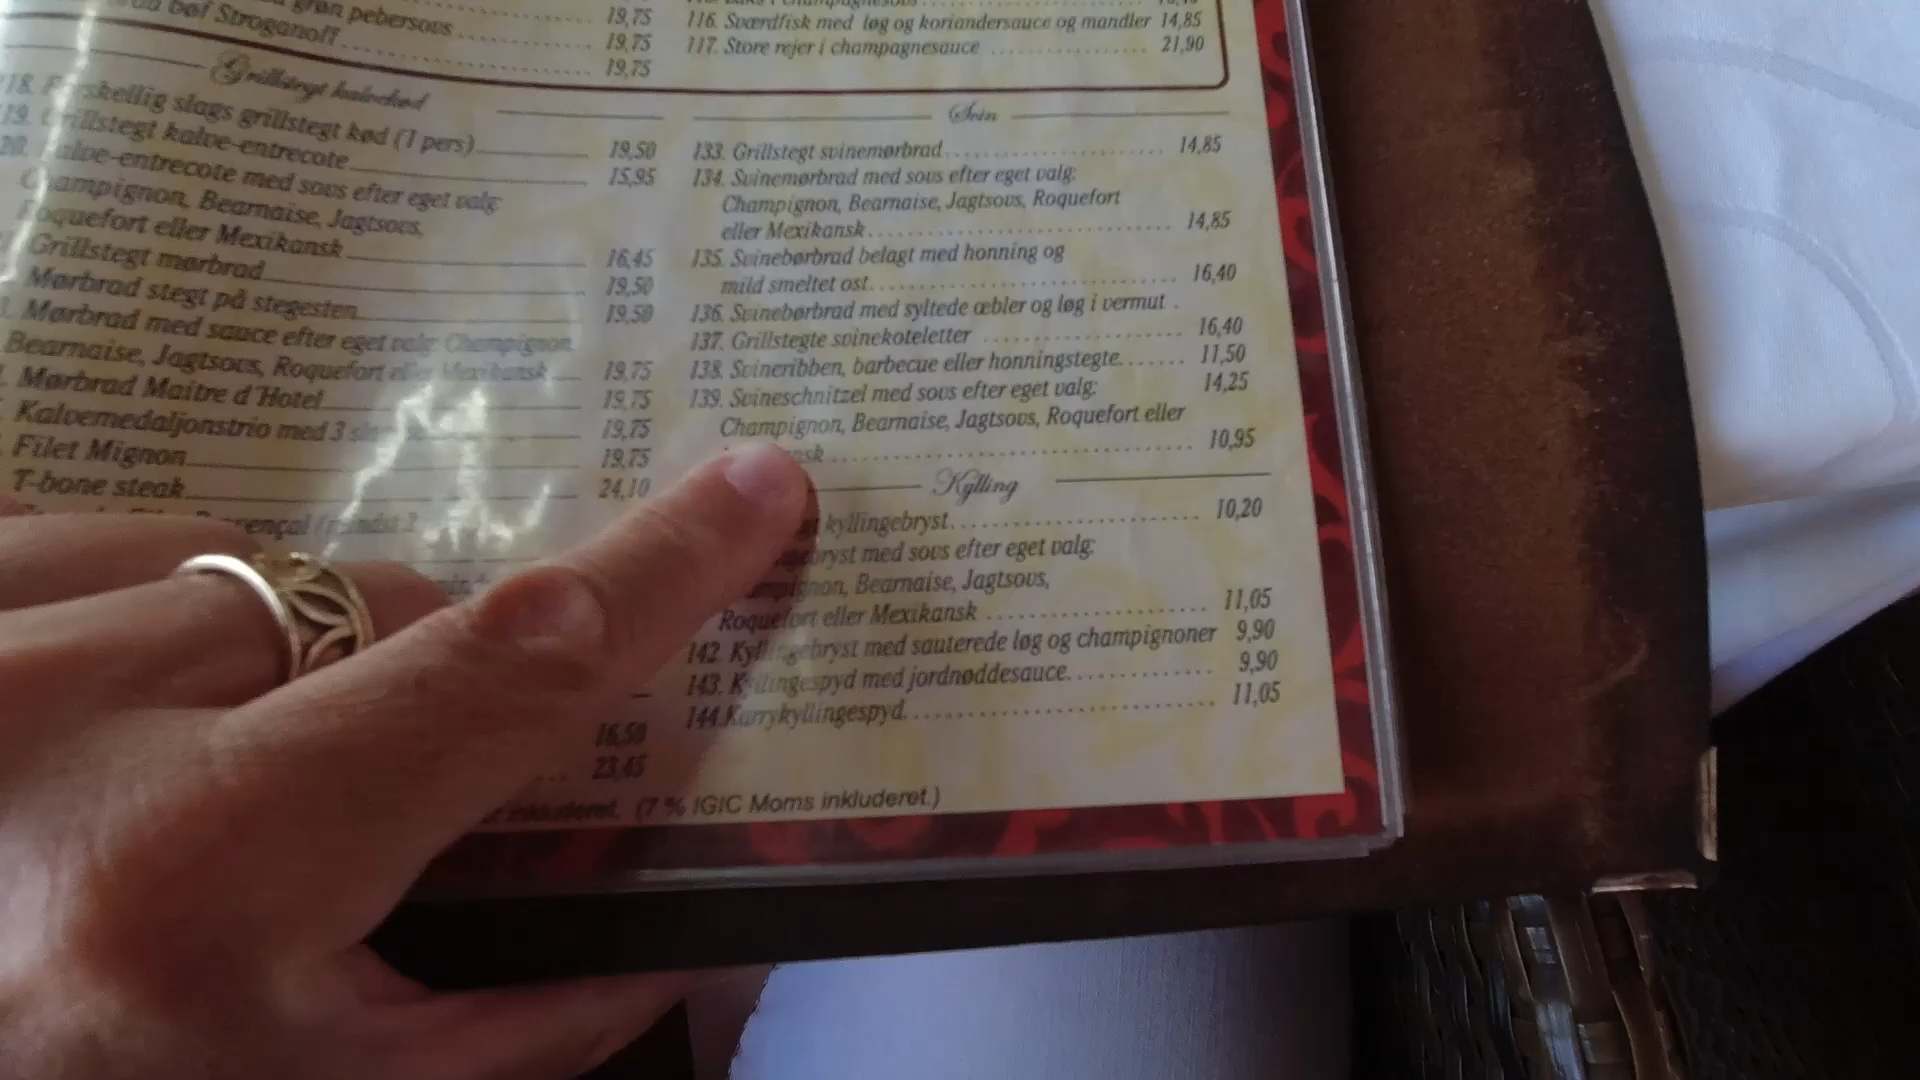 grøn pebersovs 19,75
bøf Stroganoff 19,75
19,75
Grillstegt kalvekød
118. Forskellig slags grillstegt kød (1 pers) 19,50
119. Grillstegt kalve-entrecote 15,95
120. Kalve-entrecote med sovs efter eget valg:
Champignon, Bearnaise, Jagtsovs,
Roquefort eller Mexikansk 16,45
Grillstegt mørbrad 19,50
Mørbrad stegt på stegesten 19,50
Mørbrad med sauce efter eget valg: Champignon,
Bearnaise, Jagtsovs, Roquefort eller Mexikansk 19,75
Mørbrad Maitre d'Hotel 19,75
Kalvemedaljonstrio med 3 19,75
Filet Mignon 19,75
T-bone steak 24,10
16,50
23,45
116. Sværdfisk med løg og koriandersauce og mandler 14,85
117. Store rejer i champagnesauce 21,90
Svin
133. Grillstegt svinemørbrad 14,85
134. Svinemørbrad med sovs efter eget valg:
Champignon, Bearnaise, Jagtsovs, Roquefort
eller Mexikansk 14,85
135. Svinebørbrad belagt med honning og
mild smeltet ost 16,40
136. Svinebørbrad med syltede æbler og løg i vermut 16,40
137. Grillstegte svinekoteletter 11,50
138. Svineribben, barbecue eller honningstegte 14,25
139. Svineschnitzel med sovs efter eget valg:
Champignon, Bearnaise, Jagtsovs, Roquefort eller
10,95
Kylling
kyllingebryst 10,20
med sovs efter eget valg:
Champignon, Bearnaise, Jagtsovs,
Roquefort eller Mexikansk 11,05
142. Kyllingebryst med sauterede løg og champignoner 9,90
143. Kyllingespyd med jordnøddesauce 9,90
144.Karrykyllingespyd 11,05
inkluderet. (7 % IGIC Moms inkluderet.)